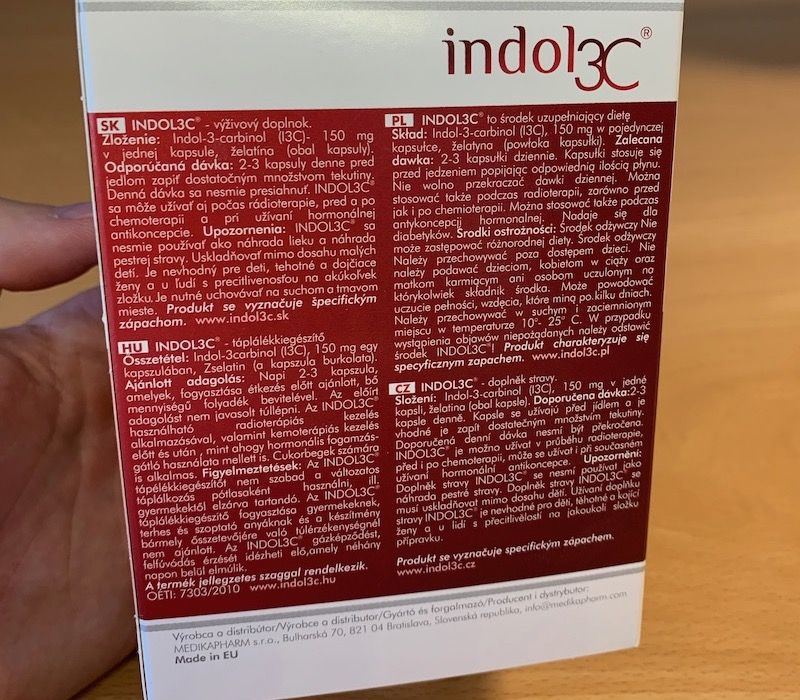 indol3C®
SK INDOL3C® - výživový doplnok.
Zloženie: Indol-3-carbinol (I3C)- 150 mg
v jednej kapsule, želatína (obal kapsuly).
Odporúčaná dávka: 2-3 kapsuly denne pred
jedlom zapiť dostatočným množstvom tekutiny.
Denná dávka sa nesmie presiahnuť. INDOL3C®
sa môže užívať aj počas rádioterapie, pred a po
chemoterapii a pri užívaní hormonálnej
antikoncepcie. Upozornenia: INDOL3C® sa
nesmie používať ako náhrada lieku a náhrada
pestrej stravy. Uskladňovať mimo dosahu malých
detí. Je nevhodný pre deti, tehotné a dojčiace
ženy a u ľudí s precitlivenosťou na akúkoľvek
zložku. Je nutné uchovávať na suchom a tmavom
mieste. Produkt se vyznačuje špecifickým
zápachom. www.indol3c.sk
HU INDOL3C® - táplálékkiegészítő
Összetétel: Indol-3carbinol (I3C), 150 mg egy
kapszulában, Zselatin (a kapszula burkolata).
Ajánlott adagolás: Napi 2-3 kapszula,
amelyek, fogyasztása étkezés előtt ajánlott, bő
mennyiségű folyadék bevitelével. Az előírt
adagolást nem javasolt túllépni. Az INDOL3C®
használható radioterápiás kezelés
alkalmazásával, valamint kemoterápiás kezelés
előtt és után , mint ahogy hormonális fogamzás-
gátló használata mellett is. Cukorbegek számára
is alkalmas. Figyelmeztetések: Az INDOL3C®
tápélékkiegészítő nem szabad a változatos
táplálkozás pótlasaként használni, ill.
gyermekektől elzárva tartandó. Az INDOL3C®
táplálékkiegészítő fogyasztása gyermekeknek,
terhes és szoptató anyáknak és a készítmény
bármely összetevőjére való túlérzékenységnél
nem ajánlott. Az INDOL3C® gázképződést,
felfúvódás érzését idézheti elő,amely néhány
napon belül elmúlik.
A termék jellegzetes szaggal rendelkezik.
OÉTI: 7303/2010 www.indol3c.hu
PL INDOL3C® to środek uzupełniający dietę
Skład: Indol-3-carbinol (I3C), 150 mg w pojedynczej
kapsułce, żelatyna (powłoka kapsułki). Zalecana
dawka: 2-3 kapsułki dziennie. Kapsułki stosuje się
przed jedzeniem popijając odpowiednią ilością płynu.
Nie wolno przekraczać dawki dziennej. Można
stosować także podczas radioterapii, zarówno przed
jak i po chemioterapii. Można stosować także podczas
antykoncepcji hormonalnej. Nadaje się dla
diabetyków. Środki ostrożności: Środek odżywczy Nie
może zastępować różnorodnej diety. Środek odżywczy
Należy przechowywać poza dostępem dzieci. Nie
należy podawać dzieciom, kobietom w ciąży oraz
matkom karmiącym ani osobom uczulonym na
którykolwiek składnik środka. Może powodować
uczucie pełności, wzdęcia, które miną po kilku dniach.
Należy przechowywać w suchym i zaciemnionym
miejscu w temperaturze 10°- 25° C. W przypadku
wystąpienia objawów niepożądanych należy odstawić
środek INDOL3C®! Produkt charakteryzuje się
specyficznym zapachem. www.indol3c.pl
CZ INDOL3C® - doplněk stravy.
Složení: Indol-3-carbinol (I3C), 150 mg v jedné
kapsli, želatina (obal kapsle). Doporučená dávka:2-3
kapsle denně. Kapsle se užívají před jídlem a je
vhodné je zapít dostatečným množstvím tekutiny.
Doporučená denní dávka nesmí být překročena.
INDOL3C® je možno užívat v průběhu radioterapie,
před i po chemoterapii, může se užívat i při současném
užívaní hormonální antikoncepce. Upozornění:
Doplněk stravy INDOL3C® se nesmí používat jako
náhrada pestré stravy. Doplněk stravy INDOL3C® se
musí uskladňovat mimo dosahu dětí. Užívaní doplňku
stravy INDOL3C® je nevhodné pro děti, těhotné a kojící
ženy a u lidí s přecitlivělostí na jakoukoli složku
přípravku.
Produkt se vyznačuje specifickým zápachem.
www.indol3c.cz
Výrobca a distribútor/Výrobce a distributor/Gyártó és forgalmazó/Producent i dystrybutor:
MEDIKAPHARM s.r.o., Bulharská 70, 821 04 Bratislava, Slovenská republika, info@medikapharm.com
Made in EU